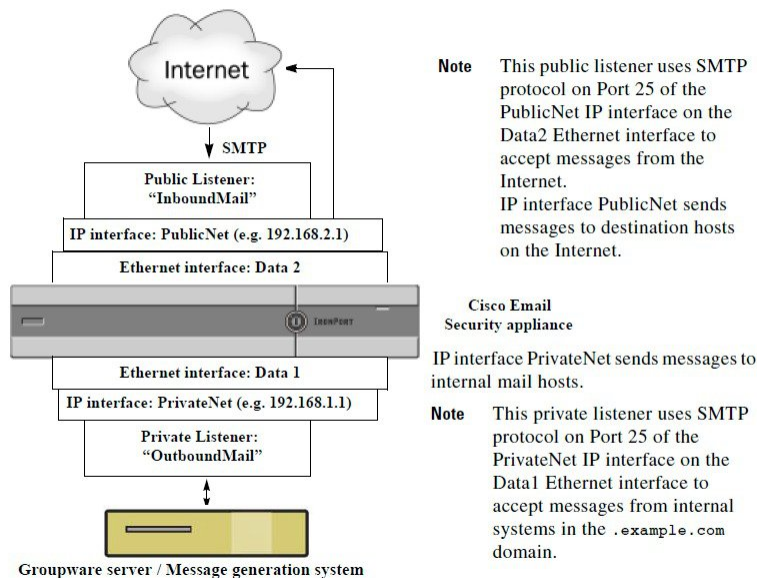 Internet
SMTP
Public Listener:
“InboundMail”
IP interface: PublicNet (e.g. 192.168.2.1)
Ethernet interface: Data 2
IRONPORT
Ethernet interface: Data 1
IP interface: PrivateNet (e.g. 192.168.1.1)
Private Listener:
“OutboundMail”
Groupware server / Message generation system
Note This public listener uses SMTP
protocol on Port 25 of the
PublicNet IP interface on the
Data2 Ethernet interface to
accept messages from the
Internet.
IP interface PublicNet sends
messages to destination hosts
on the Internet.
Cisco Email
Security appliance
IP interface PrivateNet sends messages to
internal mail hosts.
Note This private listener uses SMTP
protocol on Port 25 of the
PrivateNet IP interface on the
Data1 Ethernet interface to
accept messages from internal
systems in the .example.com
domain.